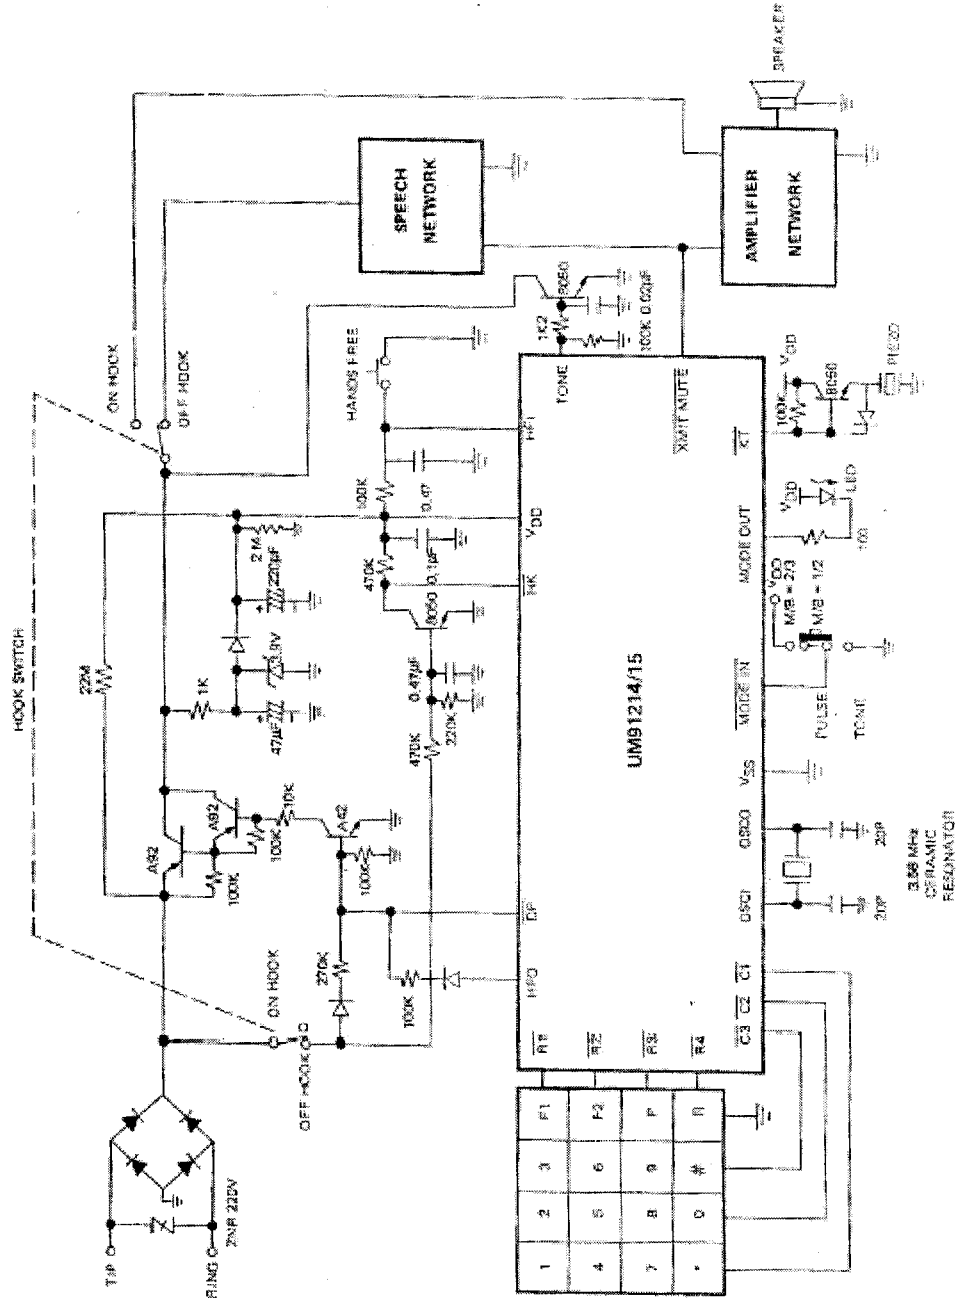 HOOK SWITCH
TIP
RING
ZNR 220V
22M
A92
100K
A92
100K
10K
1K
47µF
3.9V
220µF
2M
ON HOOK
OFF HOOK
ON HOOK
OFF HOOK
270K
100K
A42
100K
470K
220K
0.47µF
8050
470K
0.1µF
100K
0.47
HANDS FREE
SPEECH
NETWORK
1K2
8050
100K
0.02µF
AMPLIFIER
NETWORK
SPEAKER
HFO
DP
HK
VDD
HFI
TONE
XMIT MUTE
UM91214/15
R1
R2
R3
R4
C3
C2
C1
OSCI
OSCO
VSS
MODE IN
MODE OUT
KT
1 2 3 F1
4 5 6 F2
7 8 9 P
* 0 # R
20P
20P
3.58 MHz
CERAMIC
RESONATOR
PULSE
TONE
VDD
M/B = 2/3
M/B = 1/2
100
VDD
LED
100K
VDD
8050
PIEZO